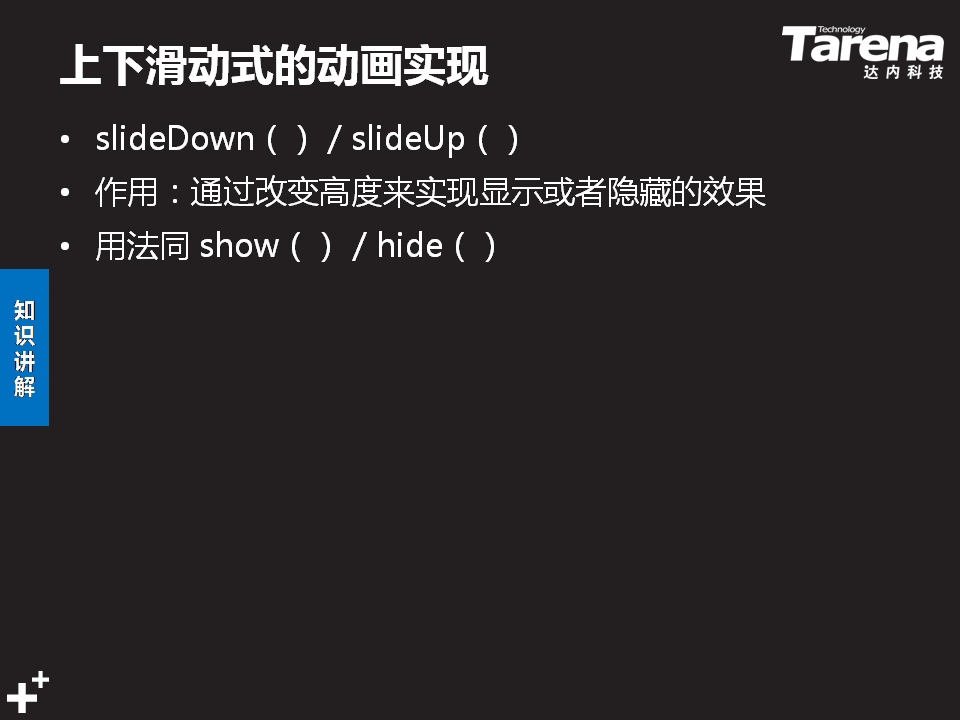 上下滑动式的动画实现
Technology
Tarena
达内科技
• slideDown（ ）/ slideUp（ ）
• 作用：通过改变高度来实现显示或者隐藏的效果
• 用法同 show（ ）/ hide（ ）
知识讲解